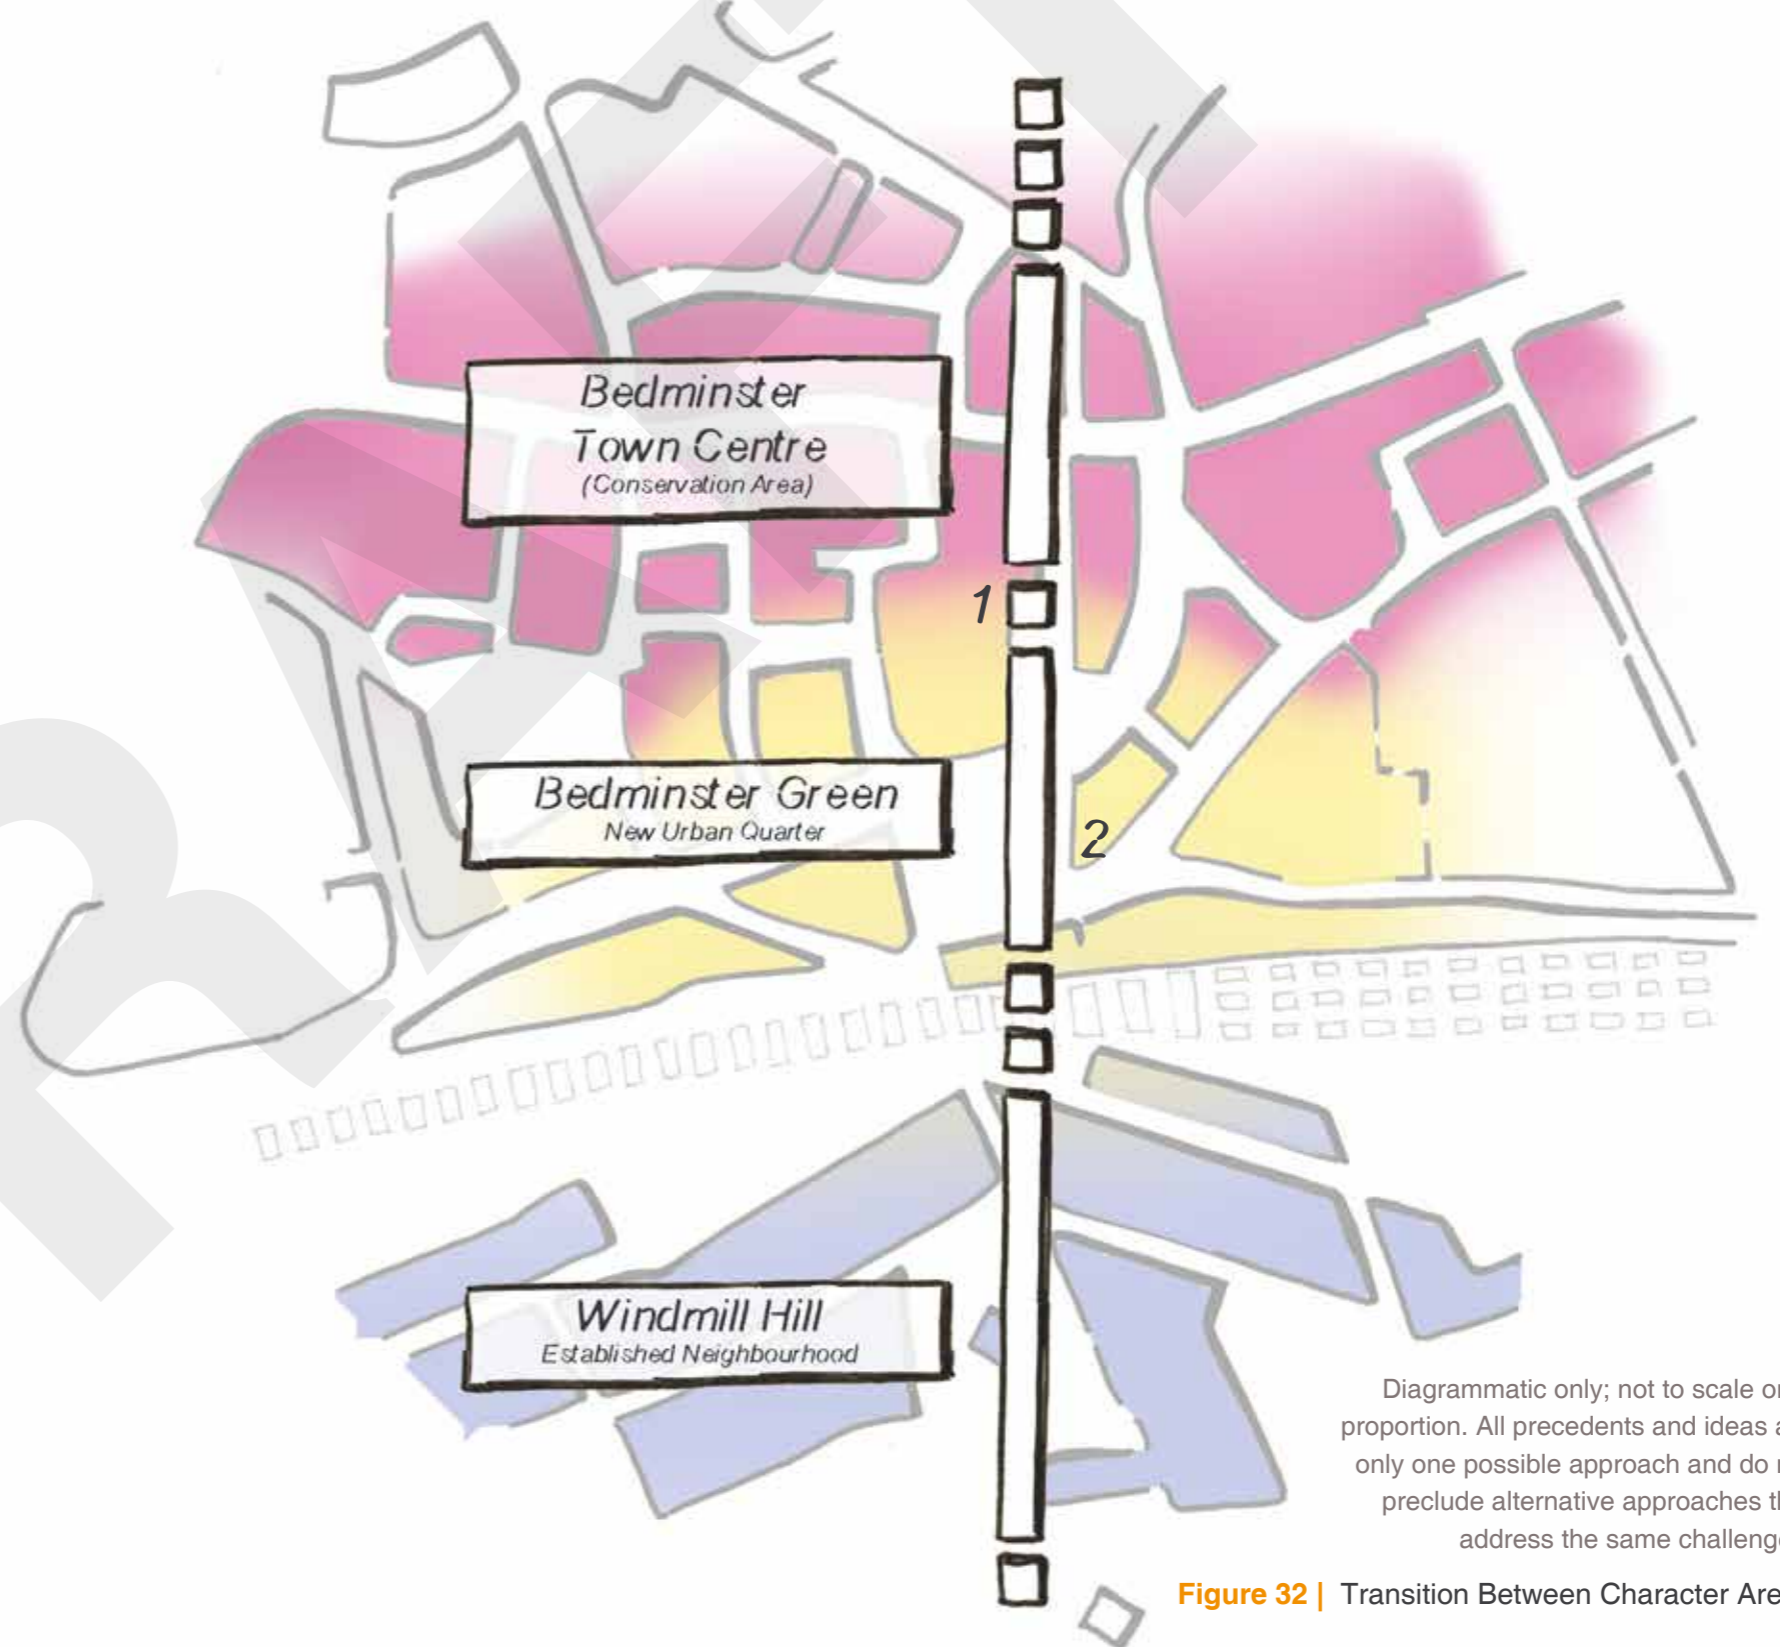 Bedminster
Town Centre
(Conservation Area)
1
Bedminster Green
New Urban Quarter
2
Windmill Hill
Established Neighbourhood
Diagrammatic only; not to scale or
proportion. All precedents and ideas a
only one possible approach and do
preclude alternative approaches
address the same challenge
Figure 32 | Transition Between Character Are